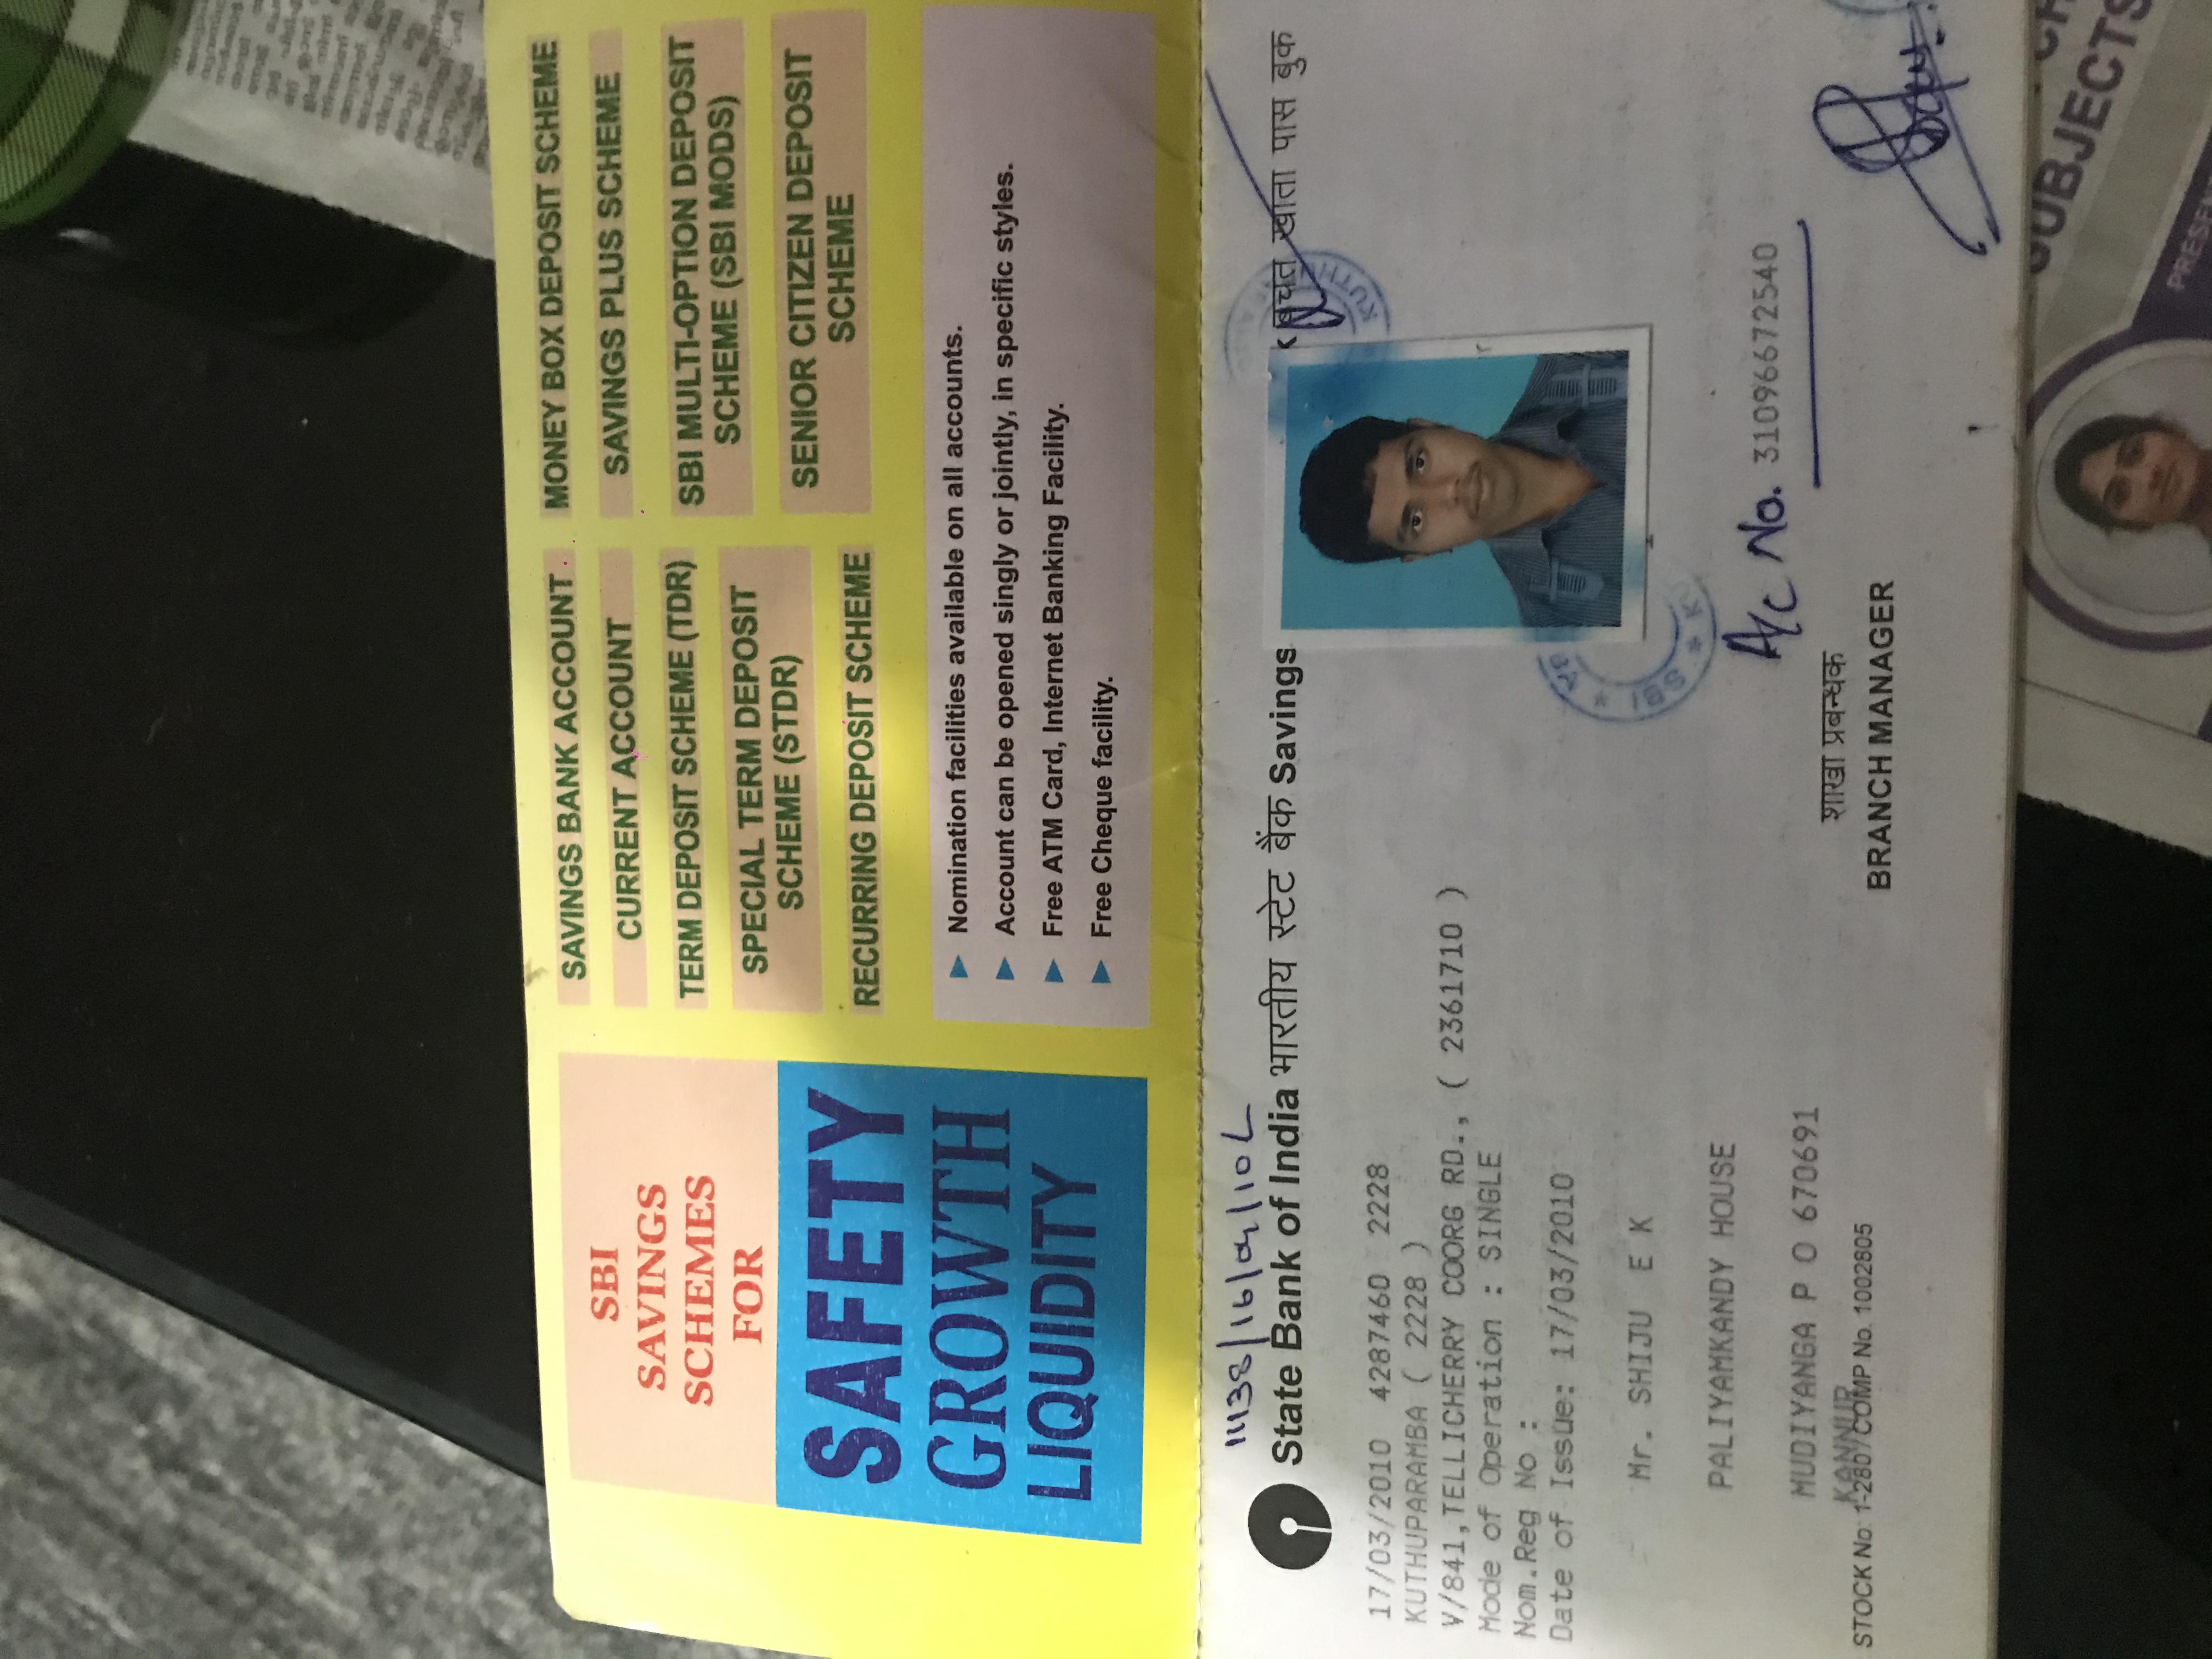 SBI
SAVINGS
SCHEMES
FOR
SAFETY
GROWTH
LIQUIDITY
SAVINGS BANK ACCOUNT
CURRENT ACCOUNT
TERM DEPOSIT SCHEME (TDR)
SPECIAL TERM DEPOSIT
SCHEME (STDR)
RECURRING DEPOSIT SCHEME
MONEY BOX DEPOSIT SCHEME
SAVINGS PLUS SCHEME
SBI MULTI-OPTION DEPOSIT
SCHEME (SBI MODS)
SENIOR CITIZEN DEPOSIT
SCHEME
Nomination facilities available on all accounts.
Account can be opened singly or jointly, in specific styles.
Free ATM Card, Internet Banking Facility.
Free Cheque facility.
State Bank of India भारतीय स्टेट बैंक Savings बचत खाता पास बुक
17/03/2010 4287460 2228
KUTHUPARAMBA ( 2228 )
V/841,TELLICHERRY COORG RD., ( 2361710 )
Mode of Operation : SINGLE
Nom.Reg No :
Date of Issue: 17/03/2010
Mr. SHIJU E K
PALIYAMKANDY HOUSE
MUDIYANGA P O 670691
KANNUR
STOCK No. 1-280 / COMP No. 1002805
SBI
A/c No. 31096672540
शाखा प्रबन्धक
BRANCH MANAGER
SUBJECTS